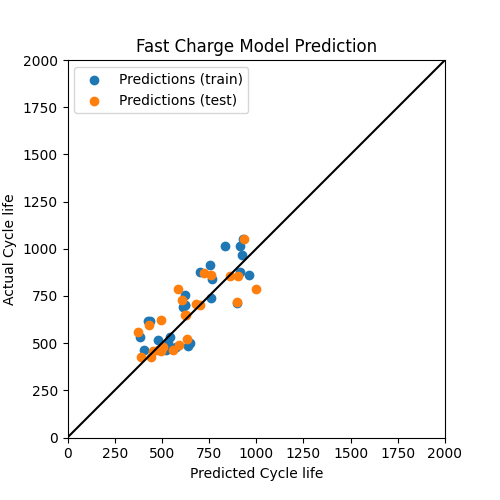 Fast Charge Model Prediction
Predictions (train)
Predictions (test)
Actual Cycle life
2000
1750
1500
1250
1000
750
500
250
0
0 250 500 750 1000 1250 1500 1750 2000
Predicted Cycle life